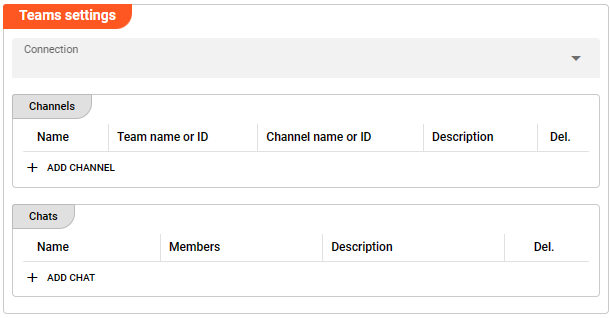 Teams settings
Connection
Channels
Name Team name or ID Channel name or ID Description Del.
+ ADD CHANNEL
Chats
Name Members Description Del.
+ ADD CHAT